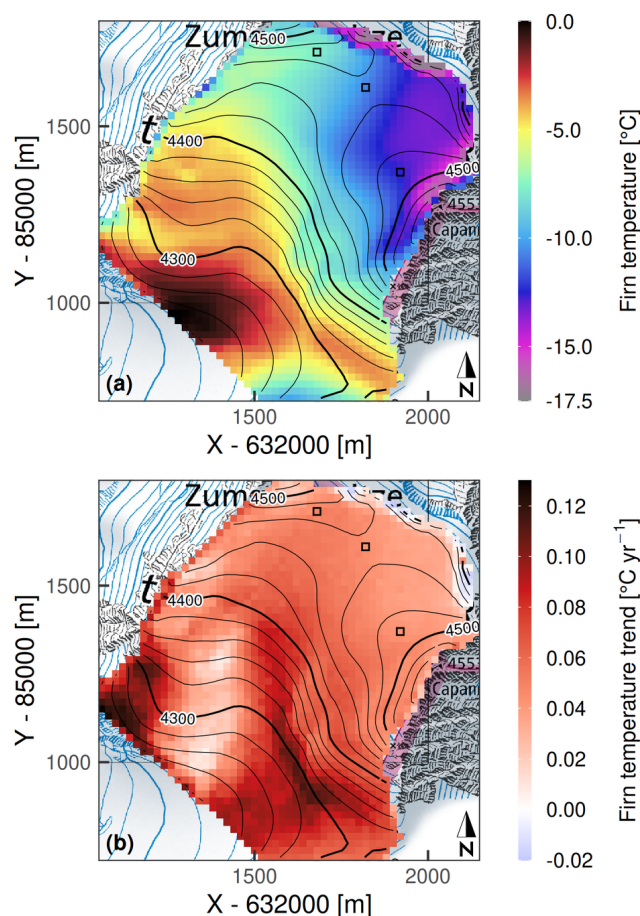 Zum ze
4500
t
4400
4300
4500
455
Capan
(a)
N
1500
1000
Y - 85000 [m]
1500 2000
X - 632000 [m]
0.0
-5.0
-10.0
-15.0
-17.5
Firn temperature [°C]
Zum ze
4500
t
4400
4300
4500
455
Capan
(b)
N
1500
1000
Y - 85000 [m]
1500 2000
X - 632000 [m]
0.12
0.10
0.08
0.06
0.04
0.02
0.00
-0.02
Firn temperature trend [°C yr⁻¹]